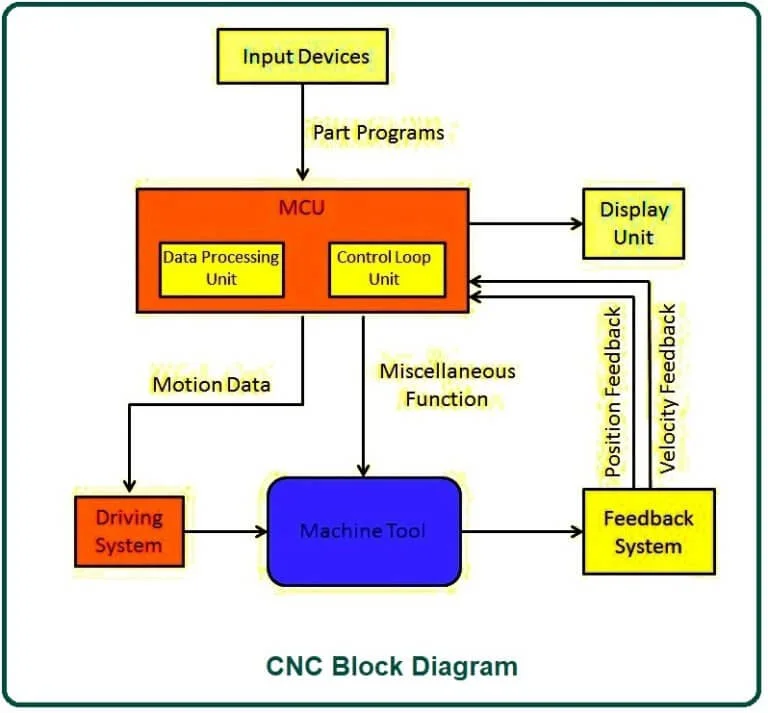 Input Devices
Part Programs
MCU
Data Processing
Unit
Control Loop
Unit
Display
Unit
Motion Data
Miscellaneous
Function
Position Feedback
Velocity Feedback
Driving
System
Machine Tool
Feedback
System
CNC Block Diagram